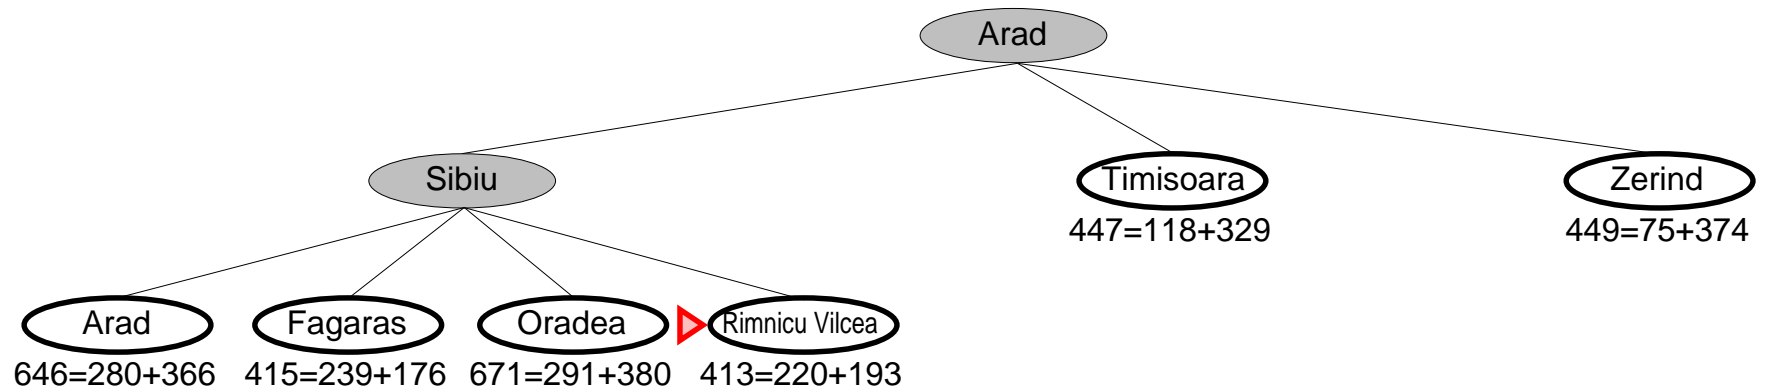 Arad
Sibiu
Timisoara
Zerind
447=118+329
449=75+374
Arad
Fagaras
Oradea
Rimnicu Vilcea
646=280+366
415=239+176
671=291+380
413=220+193